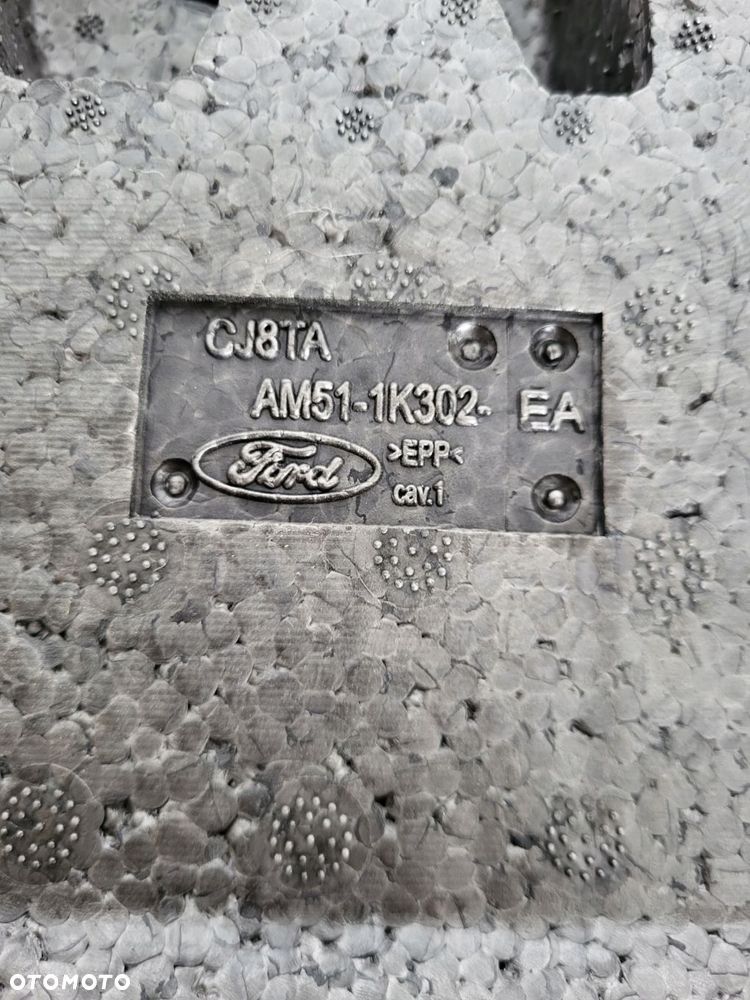 CJ8TA
AM51-1K302- EA
Ford
>EPP<
cav.1
OTOMOTO